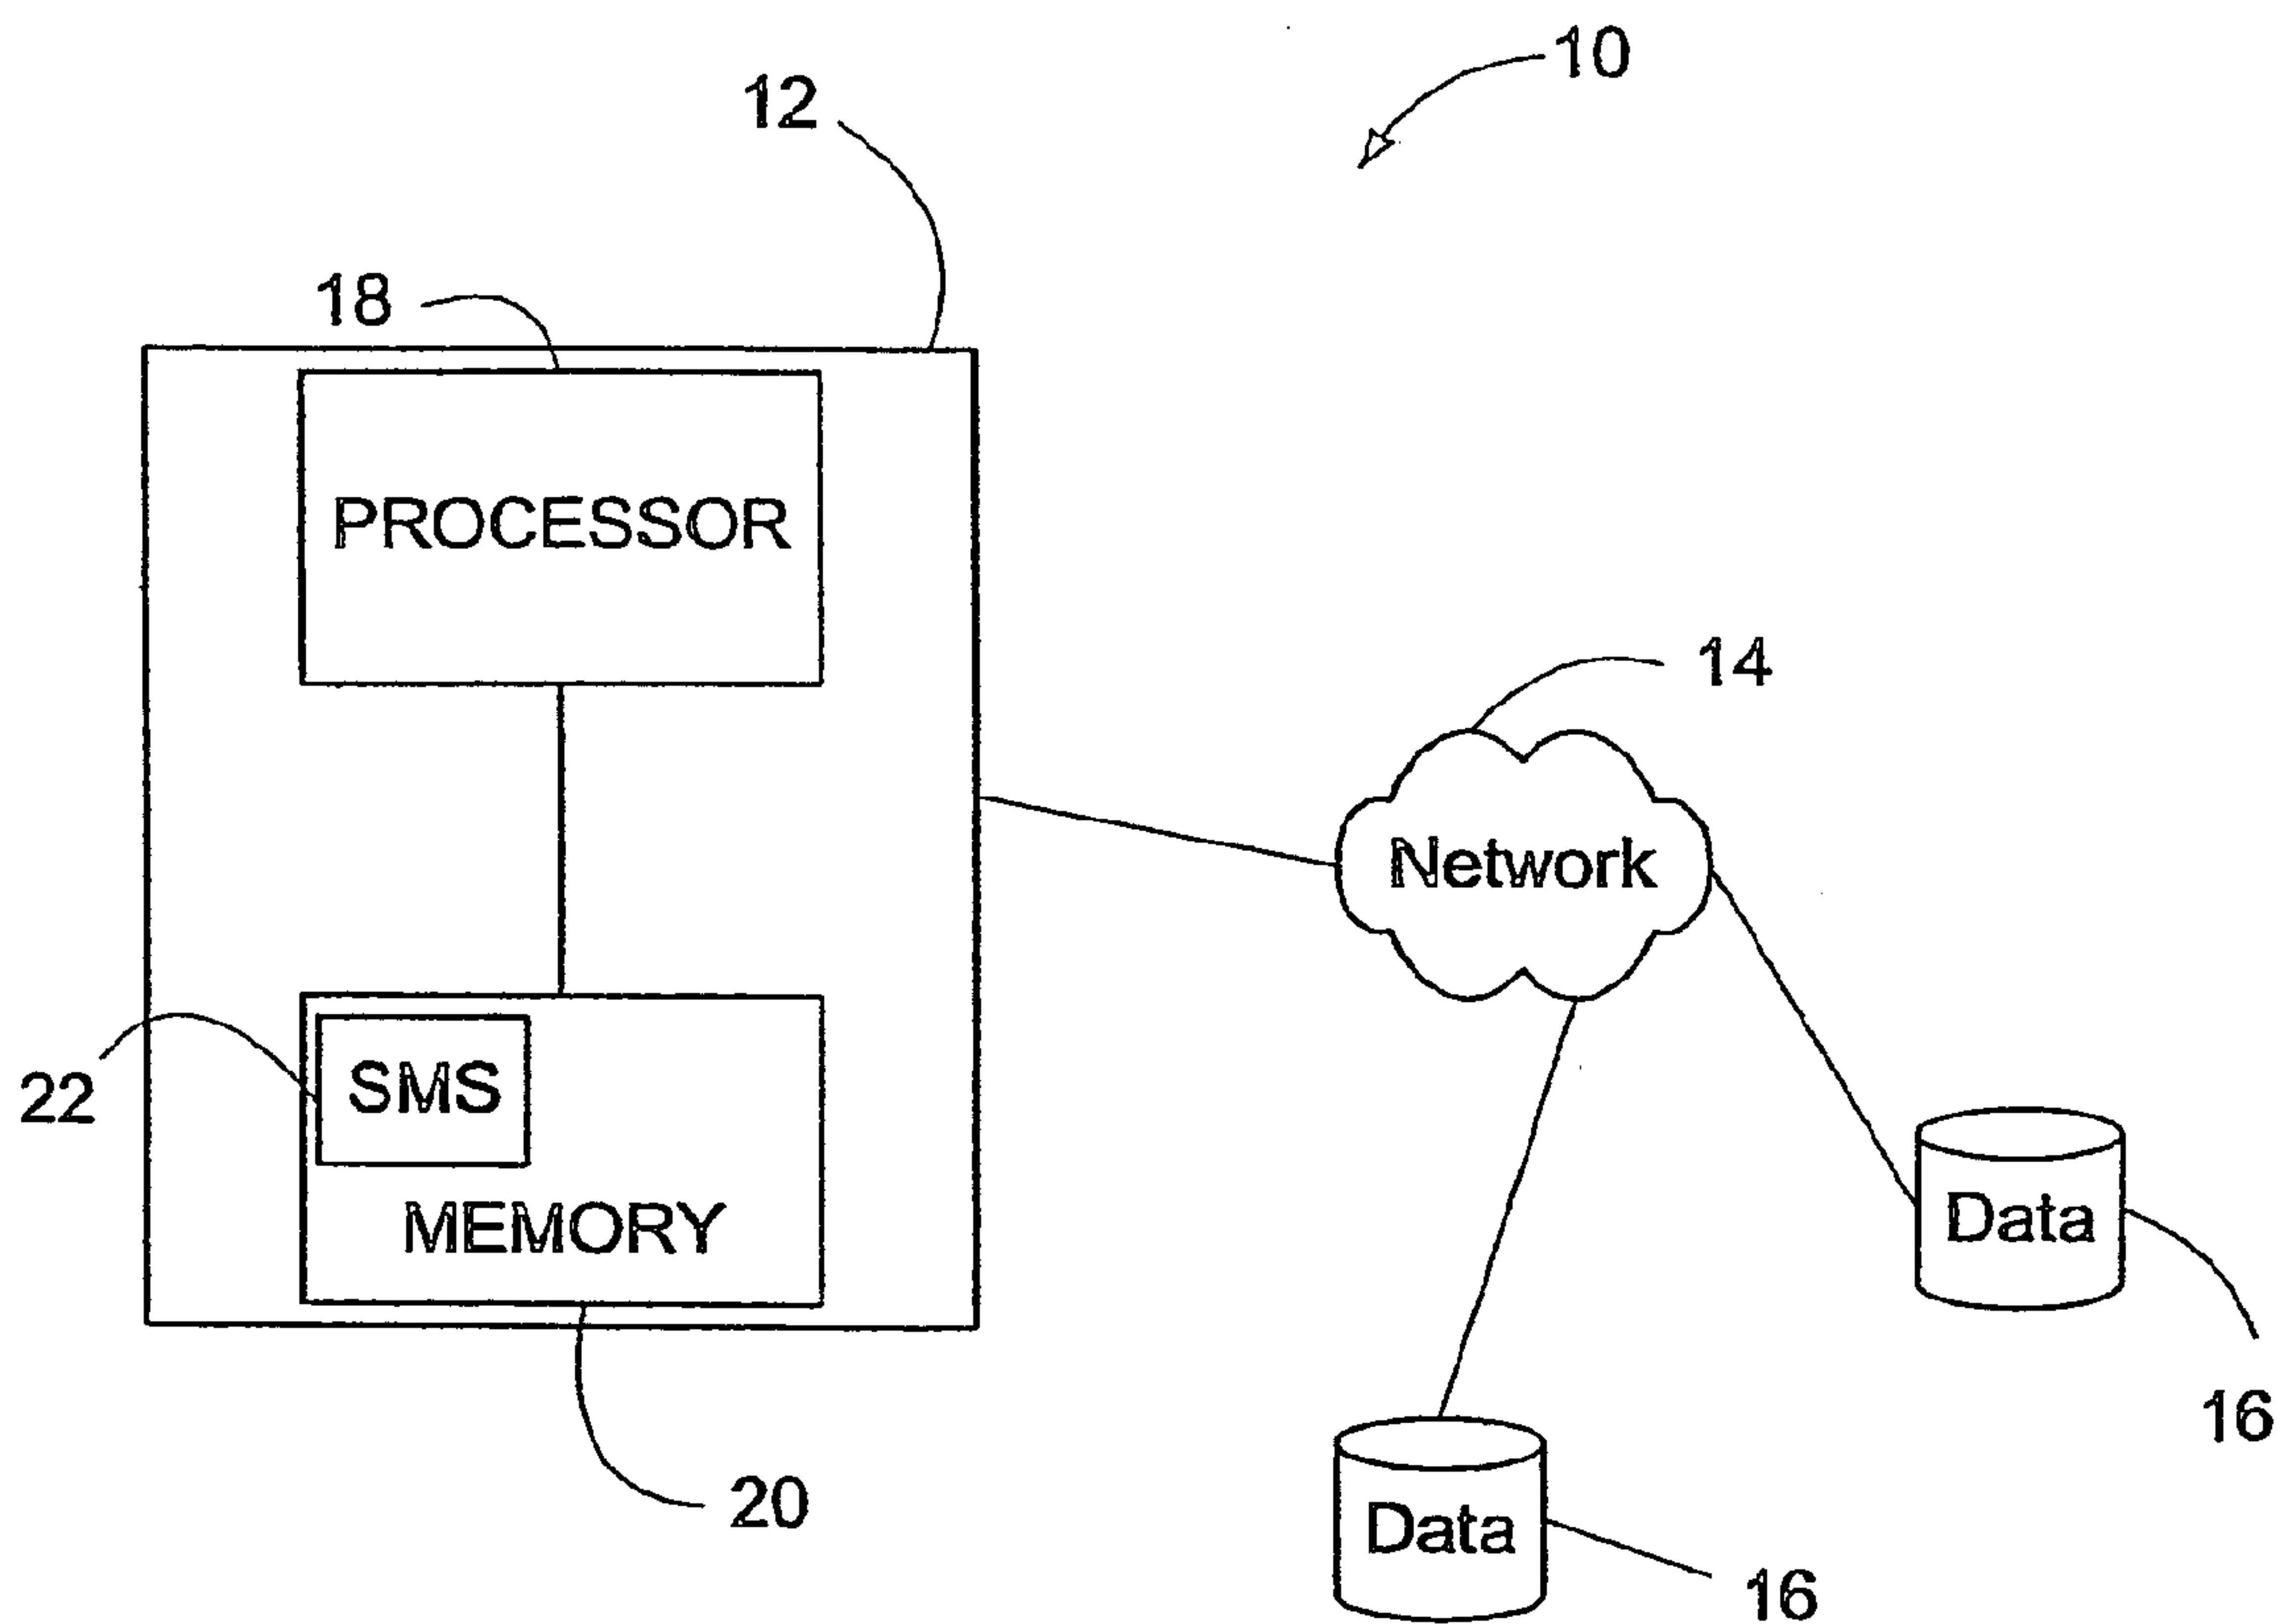 10
12
18
PROCESSOR
14
Network
22
SMS
MEMORY
Data
16
20
Data
16